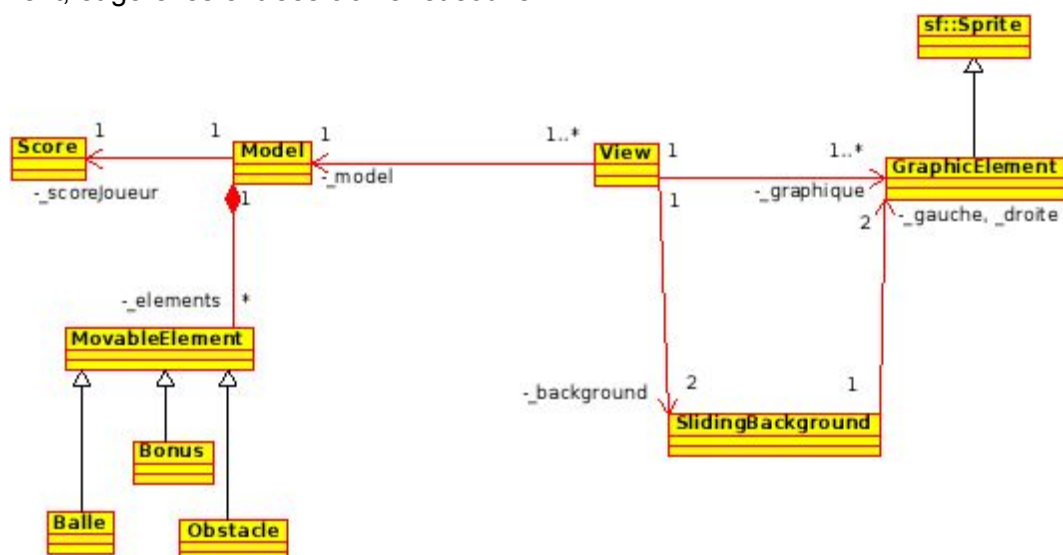 sf::Sprite
1 1 1 1..* 1 1..*
Score Model View GraphicElement
-_scoreJoueur -_model -_graphique
1 1 2 -_gauche, _droite
-_elements *
MovableElement
-_background 2 1
SlidingBackground
Bonus
Balle Obstacle